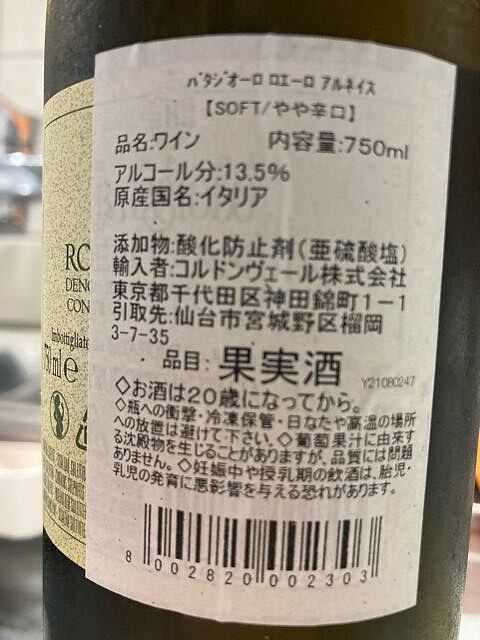 バタジオーロ ロエーロ アルネイス
【SOFT/やや辛口】
品名:ワイン 内容量:750ml
アルコール分:13.5%
原産国名:イタリア
添加物:酸化防止剤(亜硫酸塩)
輸入者:コルドンヴェール株式会社
東京都千代田区神田錦町1-1
引取先:仙台市宮城野区榴岡
3-7-35
品目:果実酒
Y21080247
◇お酒は20歳になってから。
◇瓶への衝撃・冷凍保管・日なたや高温の場所
への放置は避けて下さい。◇葡萄果汁に由来す
る沈殿物を生じることがありますが、品質には問題
ありません。◇妊娠中や授乳期の飲酒は、胎児・
乳児の発育に悪影響を与える恐れがあります。
8 002820 002303
RO
DENO
CON
Imbottigliato
750 ml e